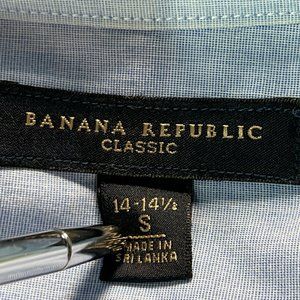 BANANA REPUBLIC
CLASSIC
14-14½
S
MADE IN
SRI LANKA